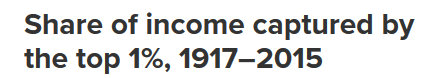 Share of income captured by
the top 1%, 1917–2015